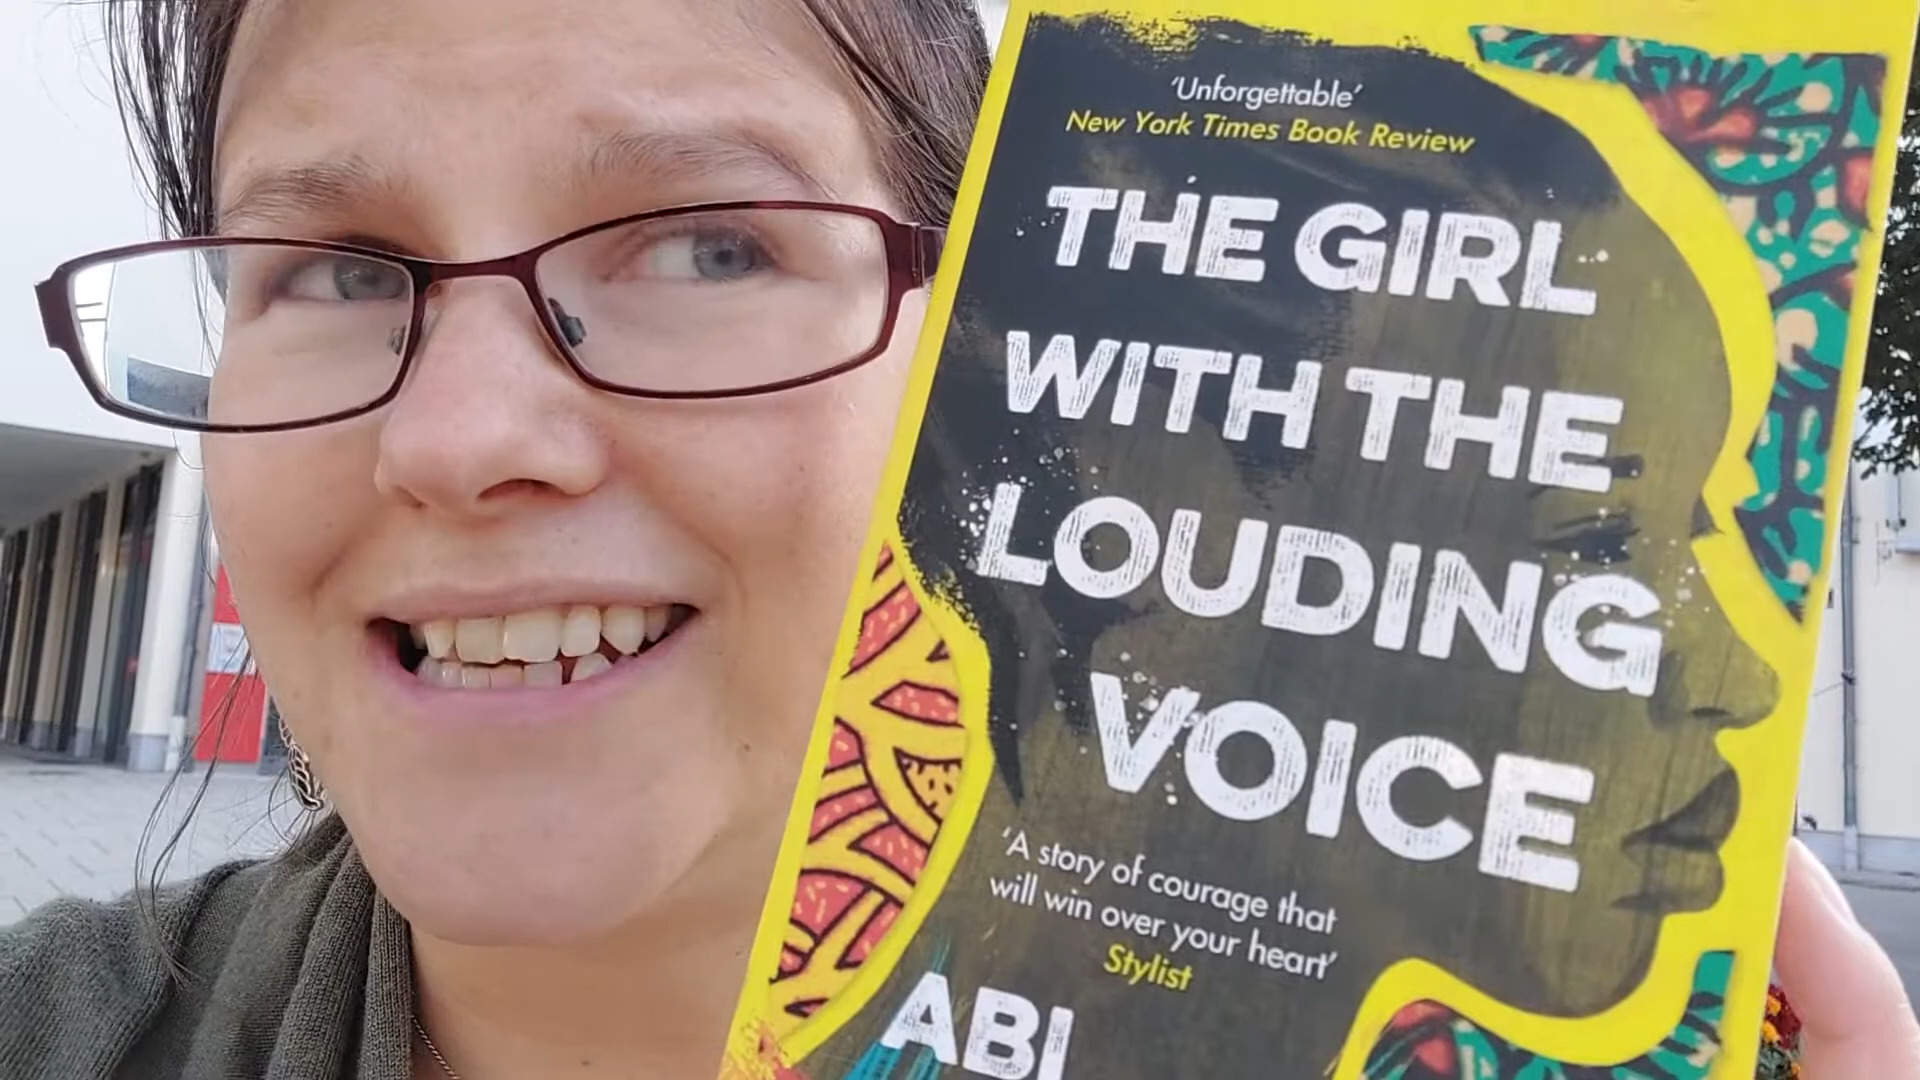 'Unforgettable'
New York Times Book Review
THE GIRL
WITH THE
LOUDING
VOICE
'A story of courage that
will win over your heart'
Stylist
ABI